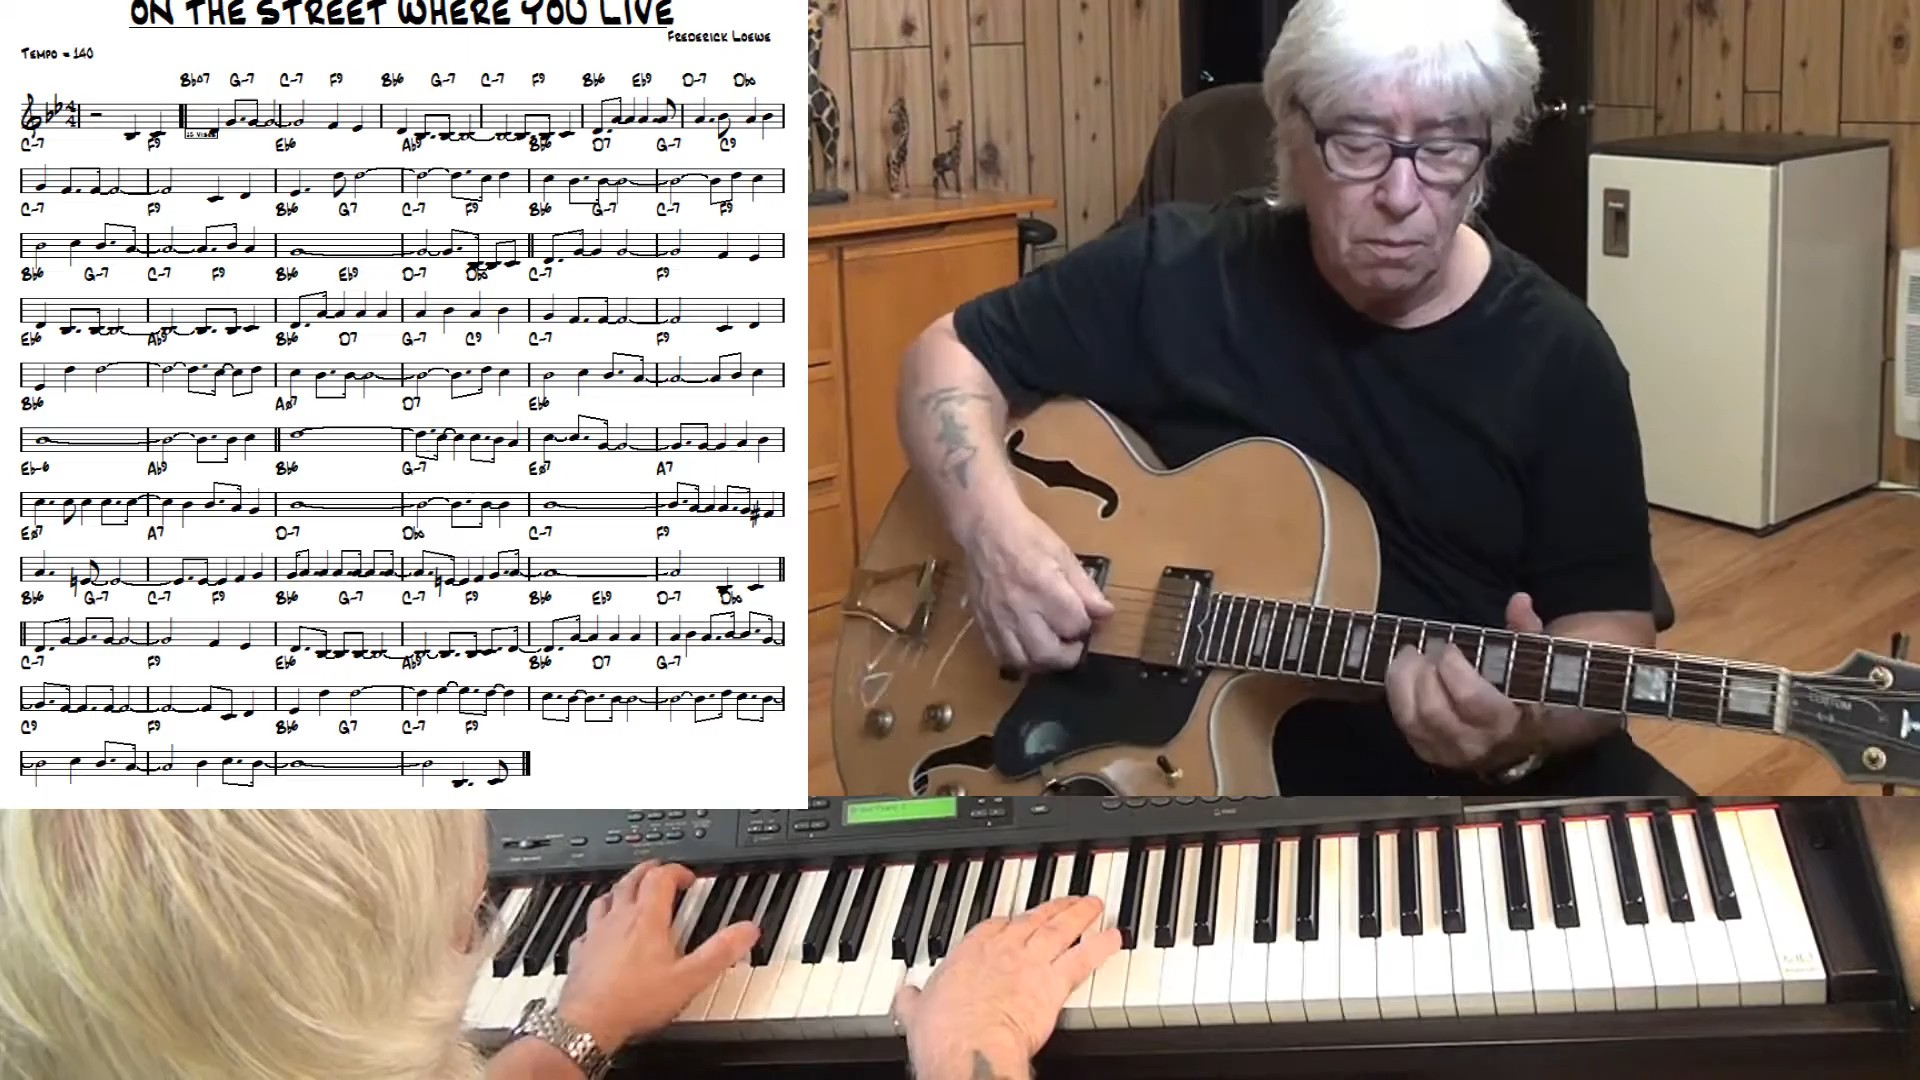 ON THE STREET WHERE YOU LIVE
FREDERICK LOEWE
TEMPO = 140
BbΔ7 G-7 C-7 F9 Bb6 G-7 C-7 F9 Bb6 Eb9 D-7 Dbo
C-7 F9 Eb6 Ab9 Bb6 D7 G-7 C9
C-7 F9 Bb6 G7 C-7 F9 Bb6 G-7 C-7 F9
Bb6 G-7 C-7 F9 Bb6 Eb9 D-7 Dbo C-7 F9
Eb6 Ab9 Bb6 D7 G-7 C9 C-7 F9
Bb6 Aø7 D7 Eb6
Eb-6 Ab9 Bb6 G-7 Eø7 A7
Eø7 A7 D-7 Dbo C-7 F9
Bb6 G-7 C-7 F9 Bb6 G-7 C-7 F9 Bb6 Eb9 D-7 Dbo
C-7 F9 Eb6 Ab9 Bb6 D7 G-7
C9 F9 Bb6 G7 C-7 F9
CUSTOM